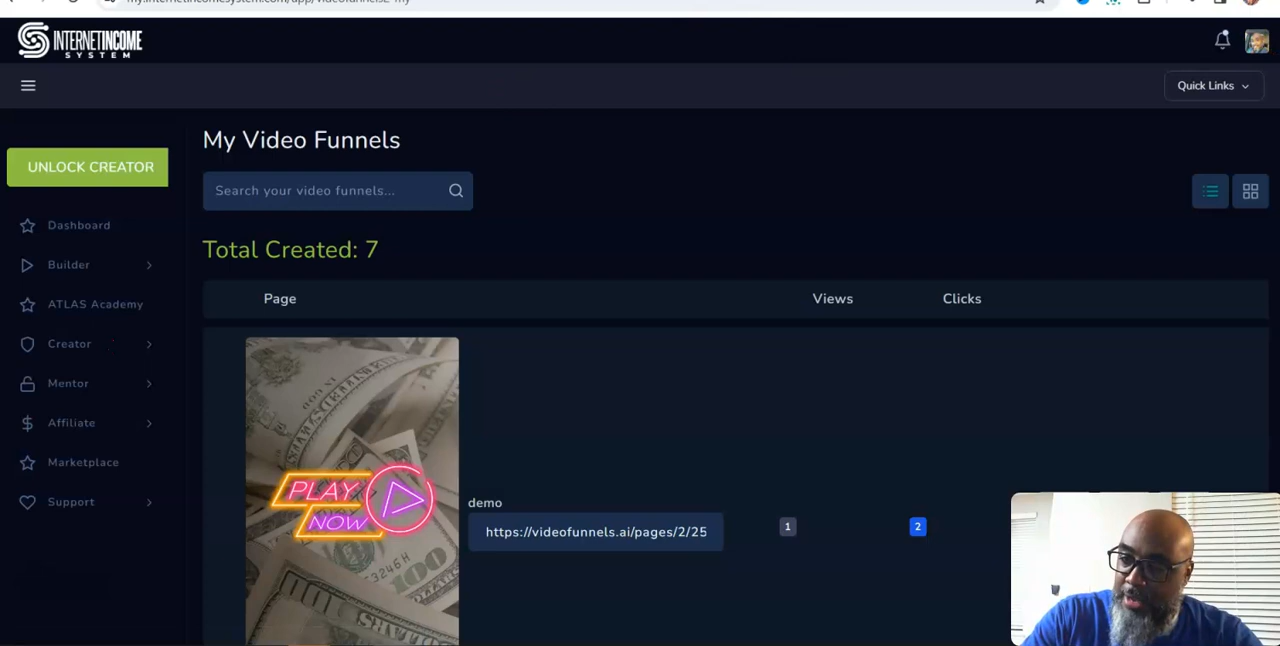 INTERNETINCOME
SYSTEM
Quick Links
UNLOCK CREATOR
Dashboard
Builder
ATLAS Academy
Creator
Mentor
Affiliate
Marketplace
Support
My Video Funnels
Search your video funnels...
Total Created: 7
Page
Views
Clicks
PLAY
NOW
100
demo
https://videofunnels.ai/pages/2/25
1
2